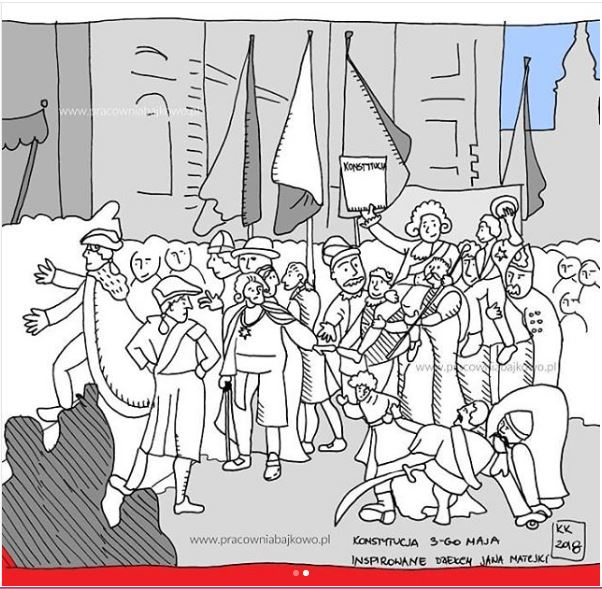 www.pracowniabajkowo.pl
KONSTYTUCJA
www.pracowniabajkowo.pl
www.pracowniabajkowo.pl
KONSTYTUCJA 3-GO MAJA
INSPIROWANE DZIEŁEM JANA MATEJKI
KK
2018